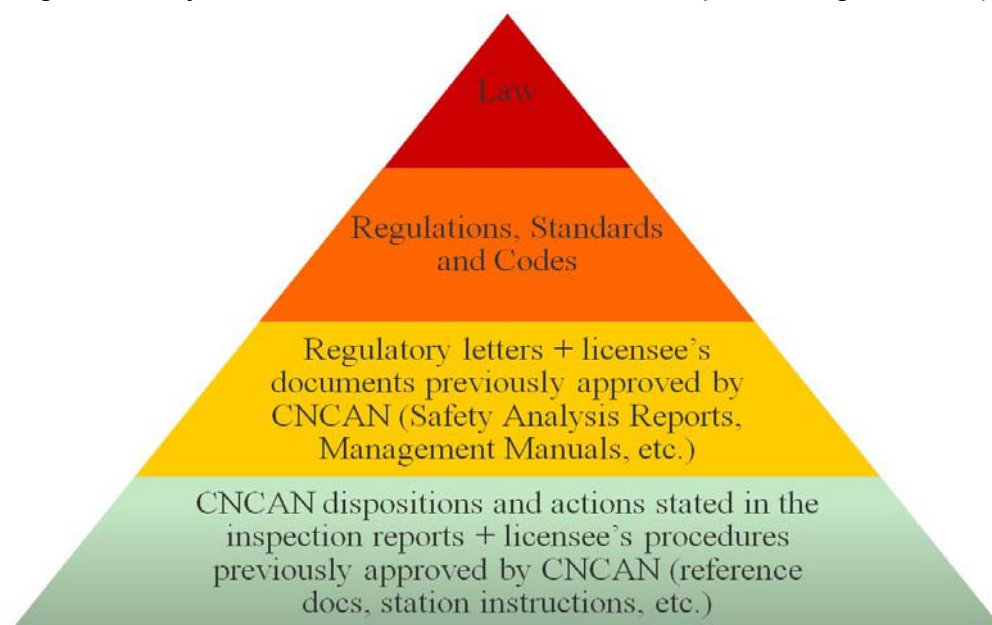 Law
Regulations, Standards
and Codes
Regulatory letters + licensee’s
documents previously approved by
CNCAN (Safety Analysis Reports,
Management Manuals, etc.)
CNCAN dispositions and actions stated in the
inspection reports + licensee’s procedures
previously approved by CNCAN (reference
docs, station instructions, etc.)